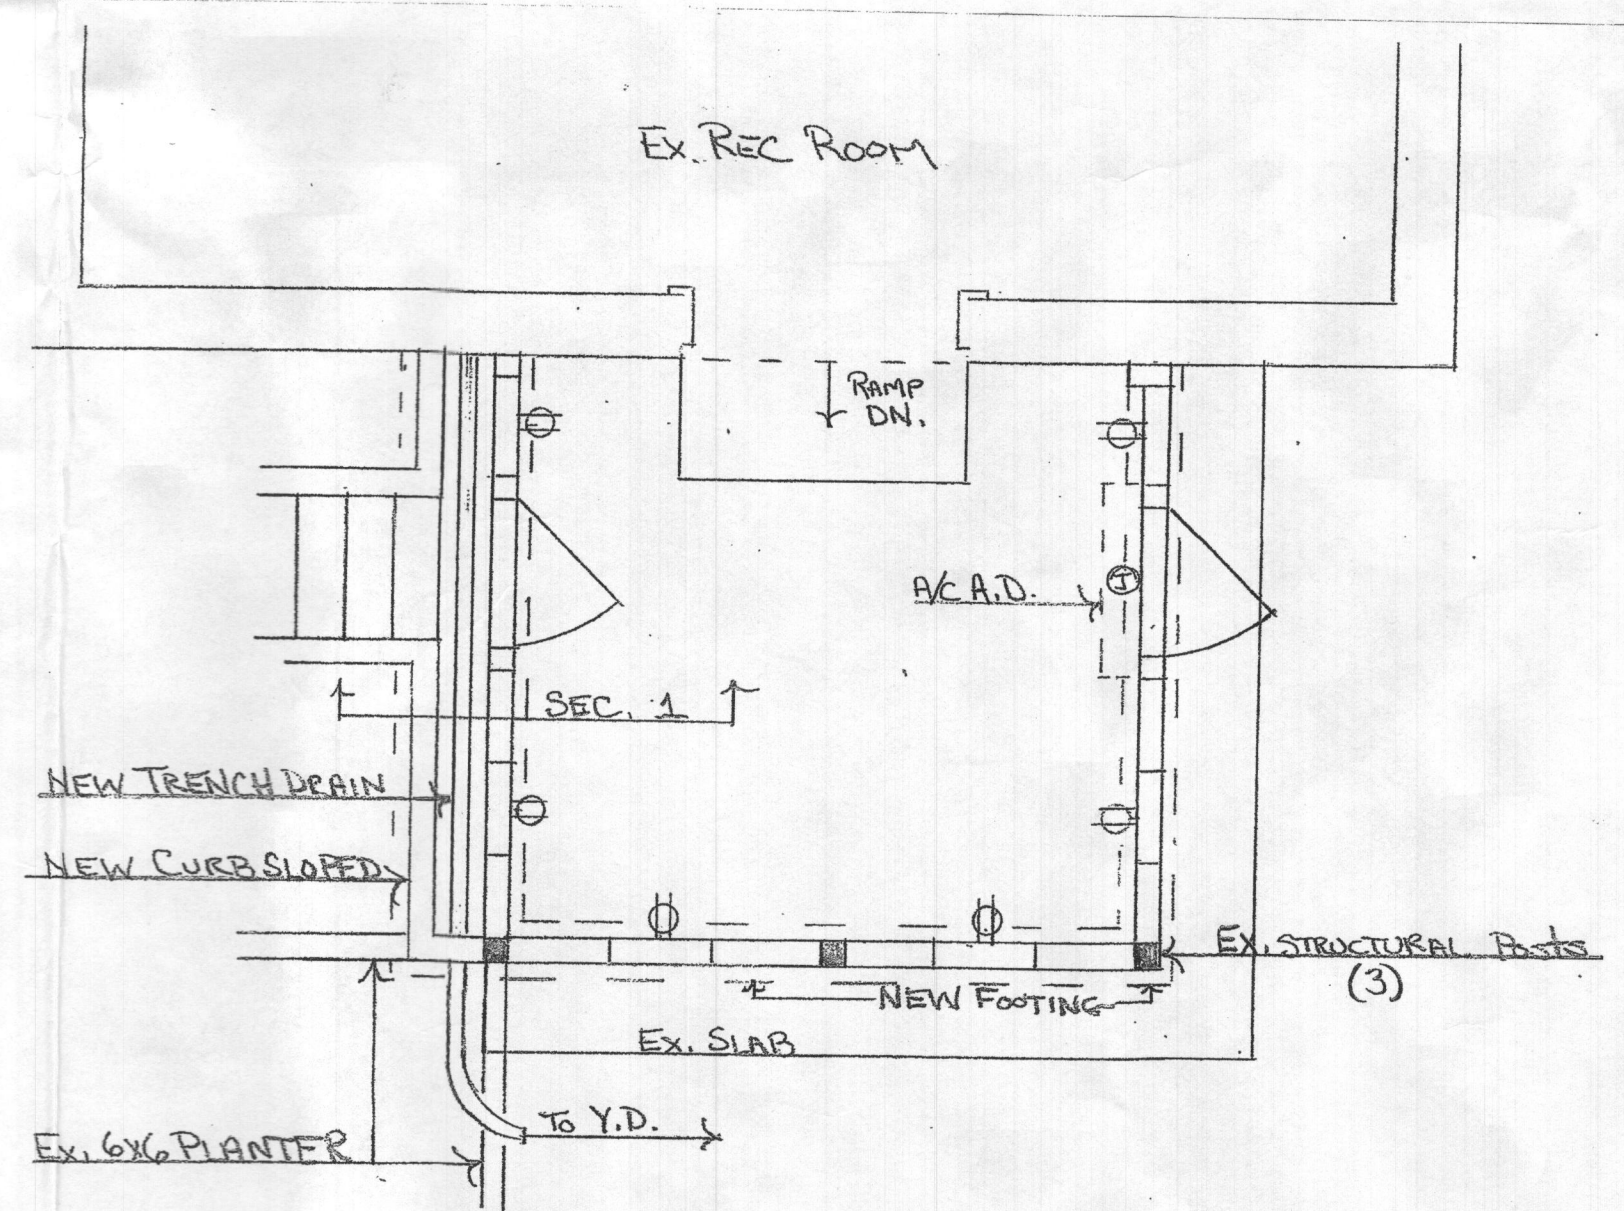 Ex. REC ROOM
RAMP
DN.
A/C A.D.
SEC. 1
NEW TRENCH DRAIN
NEW CURB SLOPED
Ex. STRUCTURAL Posts
(3)
NEW FOOTING
Ex. SLAB
To Y.D.
Ex. 6x6 PLANTER